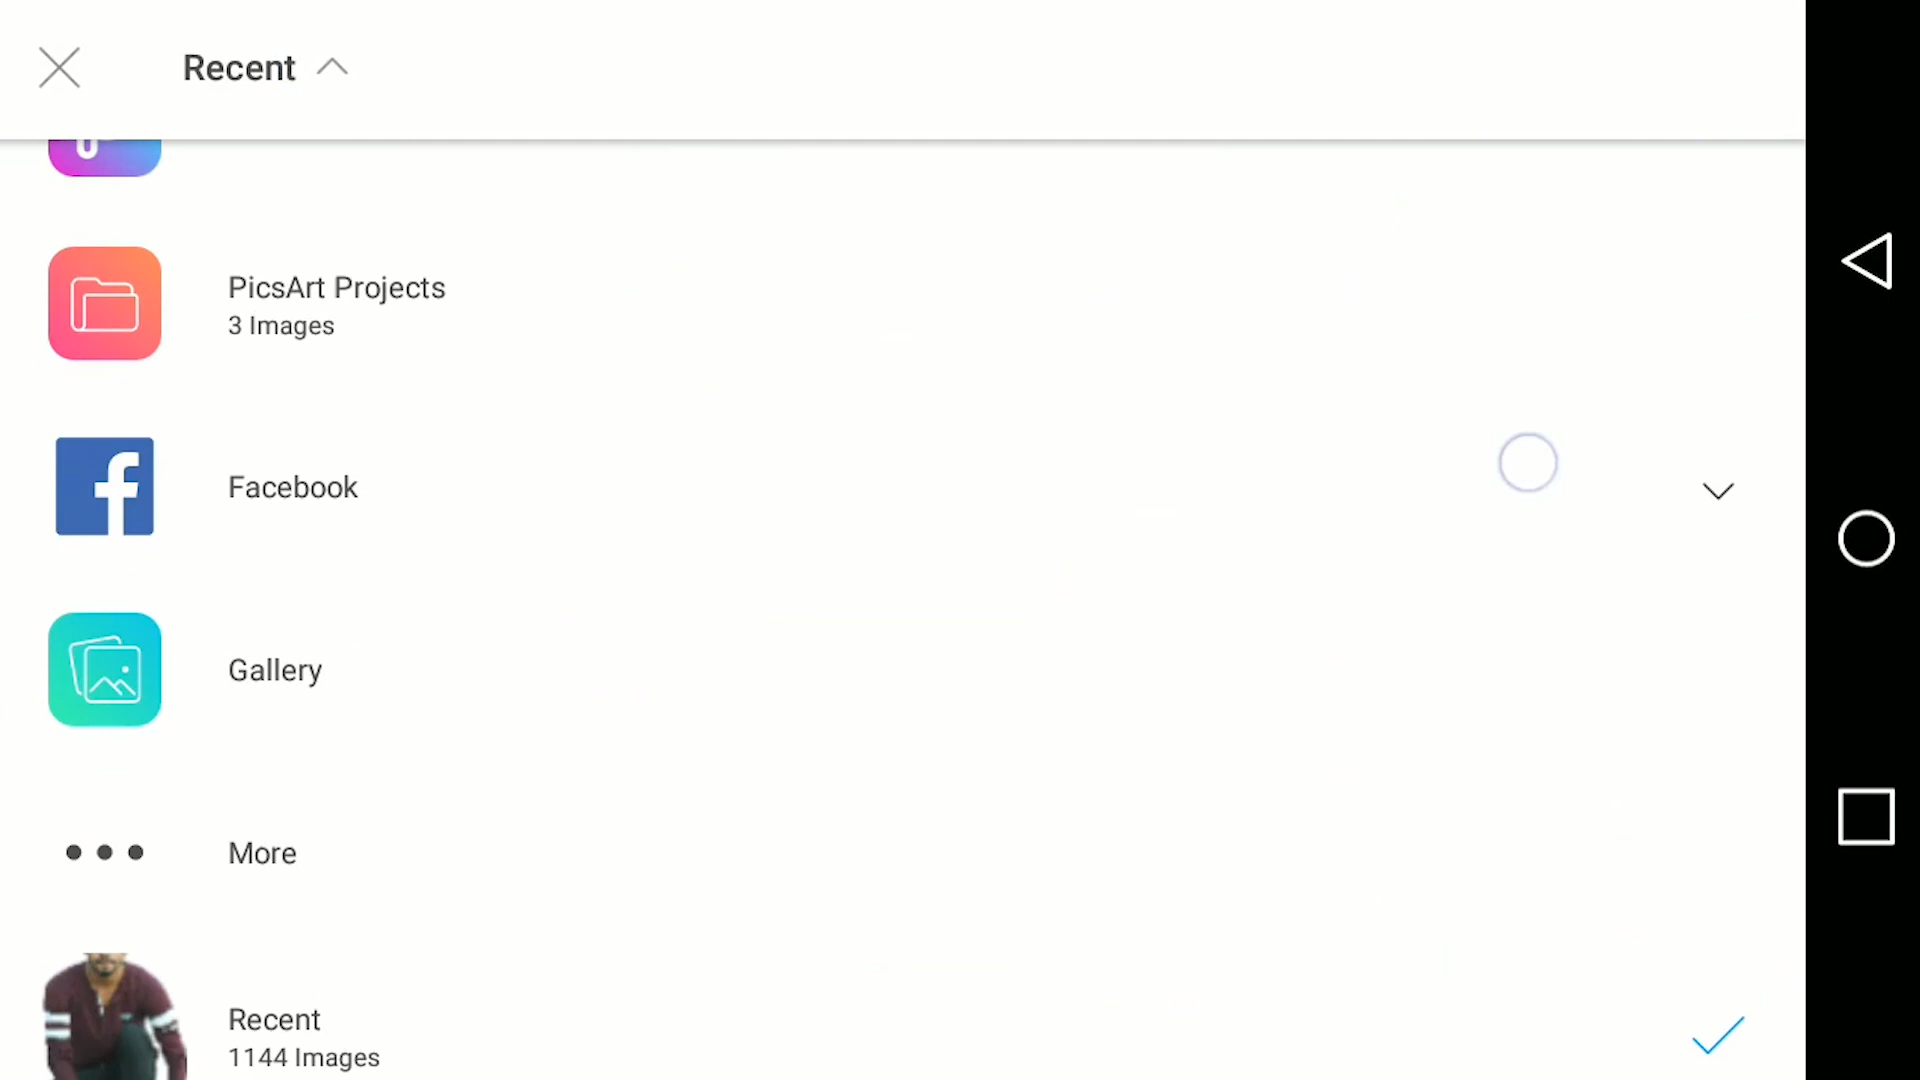 Recent
PicsArt Projects
3 Images
Facebook
Gallery
More
Recent
1144 Images